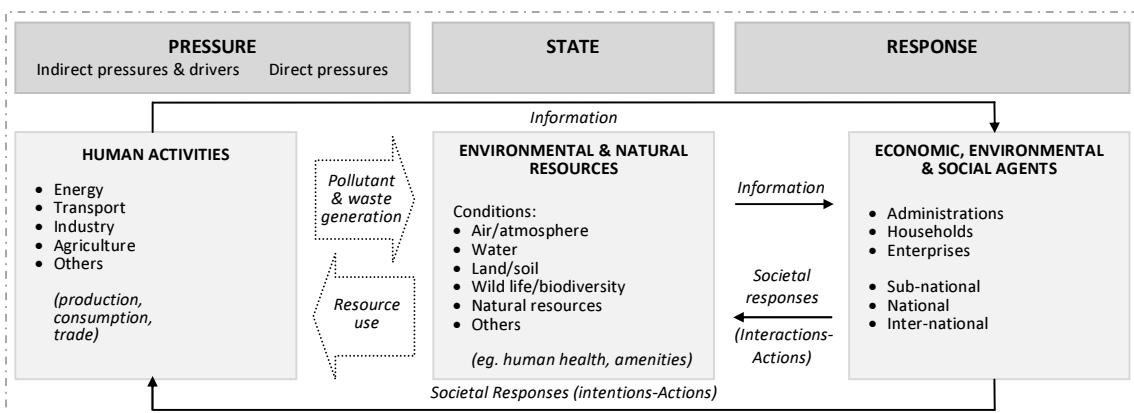 PRESSURE
Indirect pressures & drivers Direct pressures
STATE
RESPONSE
Information
HUMAN ACTIVITIES
• Energy
• Transport
• Industry
• Agriculture
• Others
(production,
consumption,
trade)
Pollutant
& waste
generation
Resource
use
ENVIRONMENTAL & NATURAL
RESOURCES
Conditions:
• Air/atmosphere
• Water
• Land/soil
• Wild life/biodiversity
• Natural resources
• Others
(eg. human health, amenities)
Information
Societal
responses
(Interactions-
Actions)
ECONOMIC, ENVIRONMENTAL
& SOCIAL AGENTS
• Administrations
• Households
• Enterprises
• Sub-national
• National
• Inter-national
Societal Responses (intentions-Actions)